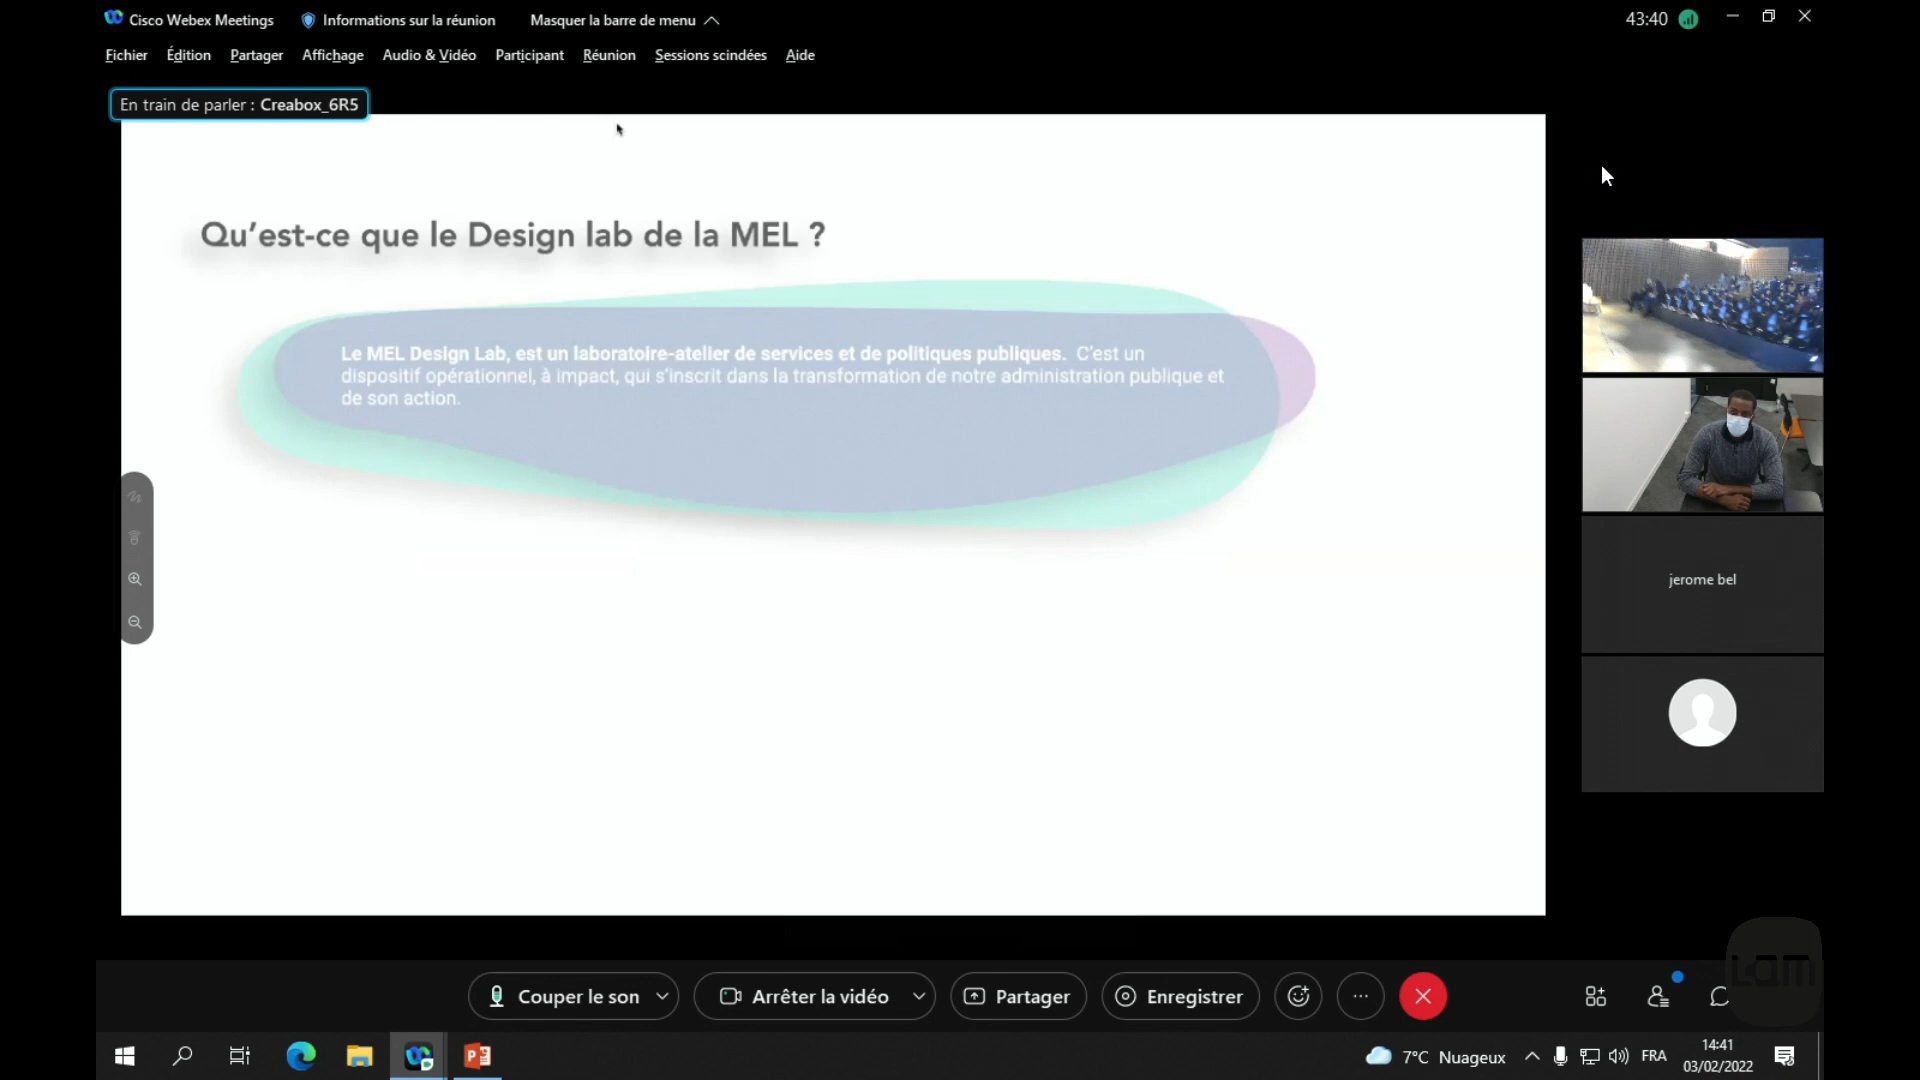 Cisco Webex Meetings
Informations sur la réunion
Masquer la barre de menu
43:40
Fichier
Édition
Partager
Affichage
Audio & Vidéo
Participant
Réunion
Sessions scindées
Aide
En train de parler : Creabox_6R5
Qu'est-ce que le Design lab de la MEL ?
Le MEL Design Lab, est un laboratoire-atelier de services et de politiques publiques. C'est un
dispositif opérationnel, à impact, qui s'inscrit dans la transformation de notre administration publique et
de son action.
jerome bel
Couper le son
Arrêter la vidéo
Partager
Enregistrer
Lam
7°C Nuageux
FRA
14:41
03/02/2022